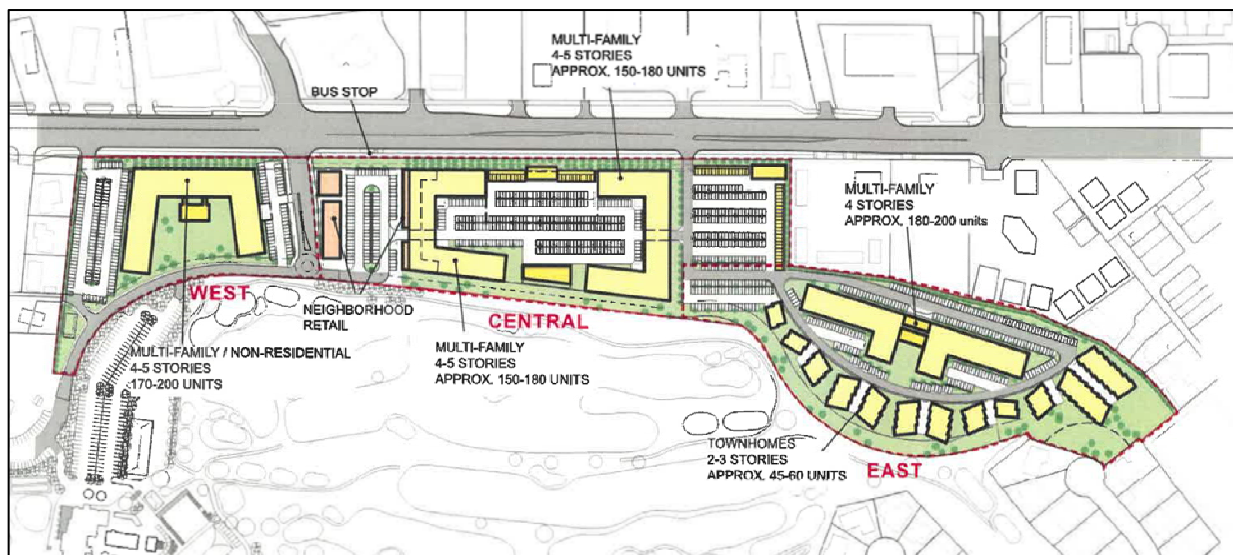 MULTI-FAMILY
4-5 STORIES
APPROX. 150-180 UNITS
BUS STOP
MULTI-FAMILY
4 STORIES
APPROX. 180-200 units
WEST
NEIGHBORHOOD
RETAIL
CENTRAL
MULTI-FAMILY / NON-RESIDENTIAL
4-5 STORIES
170-200 UNITS
MULTI-FAMILY
4-5 STORIES
APPROX. 150-180 UNITS
TOWNHOMES
2-3 STORIES
APPROX. 45-60 UNITS
EAST